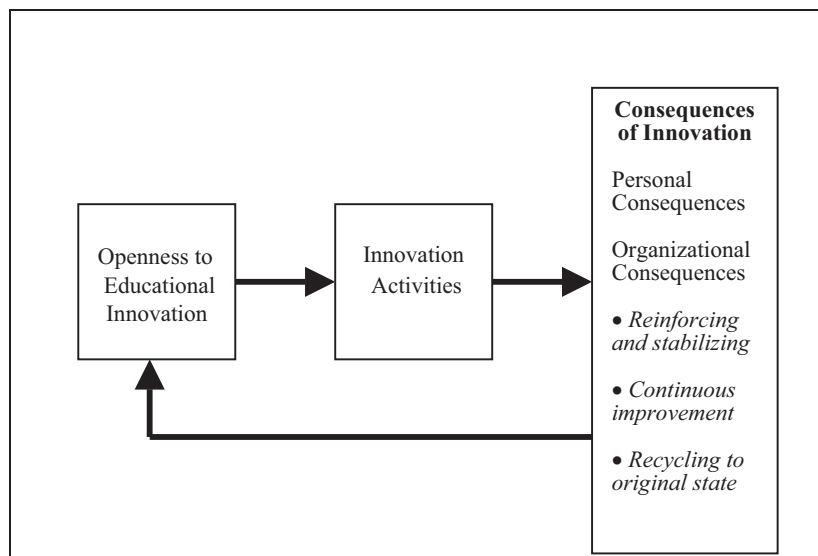 Openness to
Educational
Innovation
Innovation
Activities
Consequences
of Innovation
Personal
Consequences
Organizational
Consequences
• Reinforcing
and stabilizing
• Continuous
improvement
• Recycling to
original state